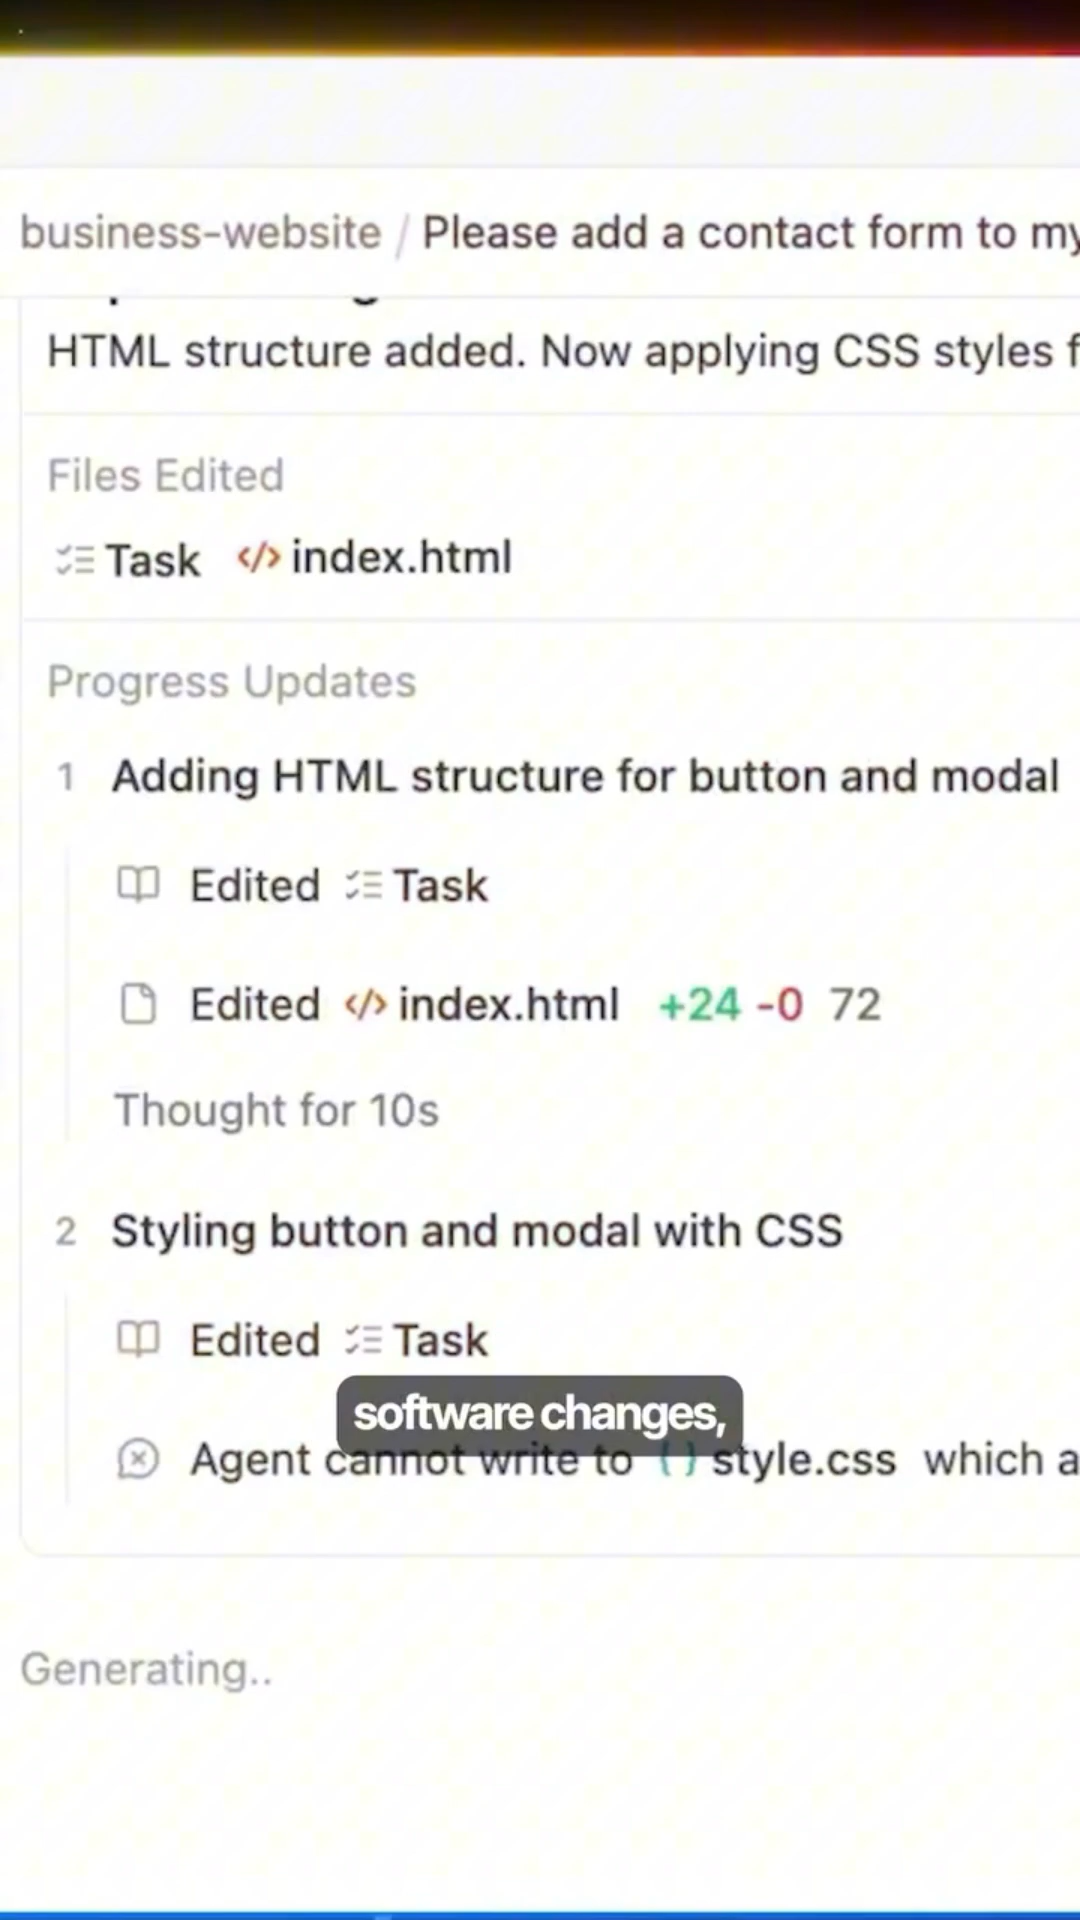 business-website / Please add a contact form to my
HTML structure added. Now applying CSS styles f
Files Edited
Task </> index.html
Progress Updates
1 Adding HTML structure for button and modal
Edited Task
Edited </> index.html +24 -0 72
Thought for 10s
2 Styling button and modal with CSS
Edited Task
software changes,
Agent cannot write to { } style.css which a
Generating..